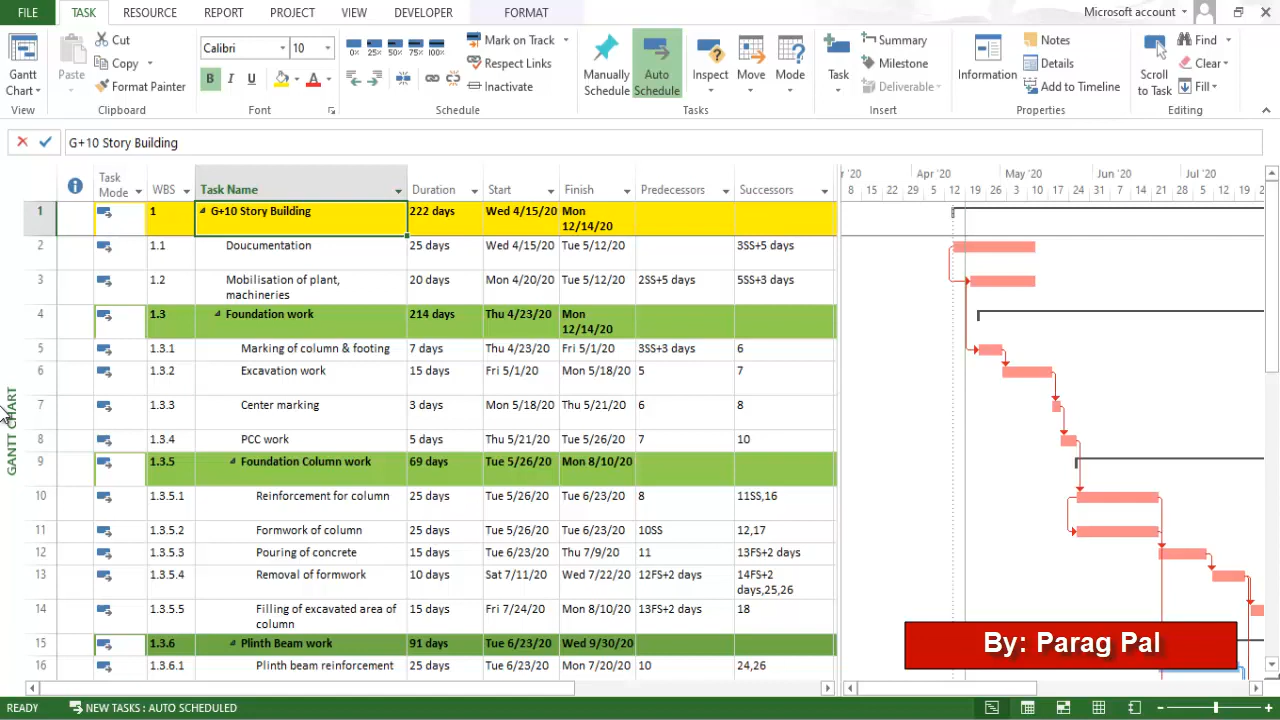 FILE TASK RESOURCE REPORT PROJECT VIEW DEVELOPER FORMAT Microsoft account
Gantt Chart
View
Paste
Cut
Copy
Format Painter
Clipboard
Calibri 10
B I U A
Font
0% 25% 50% 75% 100%
Mark on Track
Respect Links
Inactivate
Schedule
Manually Schedule
Auto Schedule
Inspect
Move
Mode
Tasks
Task
Summary
Milestone
Deliverable
Insert
Information
Notes
Details
Add to Timeline
Properties
Scroll to Task
Find
Clear
Fill
Editing
G+10 Story Building
Task Mode WBS Task Name Duration Start Finish Predecessors Successors
'20 Apr '20 May '20 Jun '20 Jul '20
8 15 22 29 5 12 19 26 3 10 17 24 31 7 14 21 28 5 12 19 2
1 1 G+10 Story Building 222 days Wed 4/15/20 Mon 12/14/20
2 1.1 Doucumentation 25 days Wed 4/15/20 Tue 5/12/20 3SS+5 days
3 1.2 Mobilisation of plant, machineries 20 days Mon 4/20/20 Tue 5/12/20 2SS+5 days 5SS+3 days
4 1.3 Foundation work 214 days Thu 4/23/20 Mon 12/14/20
5 1.3.1 Marking of column & footing 7 days Thu 4/23/20 Fri 5/1/20 3SS+3 days 6
6 1.3.2 Excavation work 15 days Fri 5/1/20 Mon 5/18/20 5 7
7 1.3.3 Center marking 3 days Mon 5/18/20 Thu 5/21/20 6 8
8 1.3.4 PCC work 5 days Thu 5/21/20 Tue 5/26/20 7 10
9 1.3.5 Foundation Column work 69 days Tue 5/26/20 Mon 8/10/20
10 1.3.5.1 Reinforcement for column 25 days Tue 5/26/20 Tue 6/23/20 8 11SS,16
11 1.3.5.2 Formwork of column 25 days Tue 5/26/20 Tue 6/23/20 10SS 12,17
12 1.3.5.3 Pouring of concrete 15 days Tue 6/23/20 Thu 7/9/20 11 13FS+2 days
13 1.3.5.4 Removal of formwork 10 days Sat 7/11/20 Wed 7/22/20 12FS+2 days 14FS+2 days,25,26
14 1.3.5.5 Filling of excavated area of column 15 days Fri 7/24/20 Mon 8/10/20 13FS+2 days 18
15 1.3.6 Plinth Beam work 91 days Tue 6/23/20 Wed 9/30/20
16 1.3.6.1 Plinth beam reinforcement 25 days Tue 6/23/20 Mon 7/20/20 10 24,26
GANTT CHART
By: Parag Pal
READY NEW TASKS : AUTO SCHEDULED